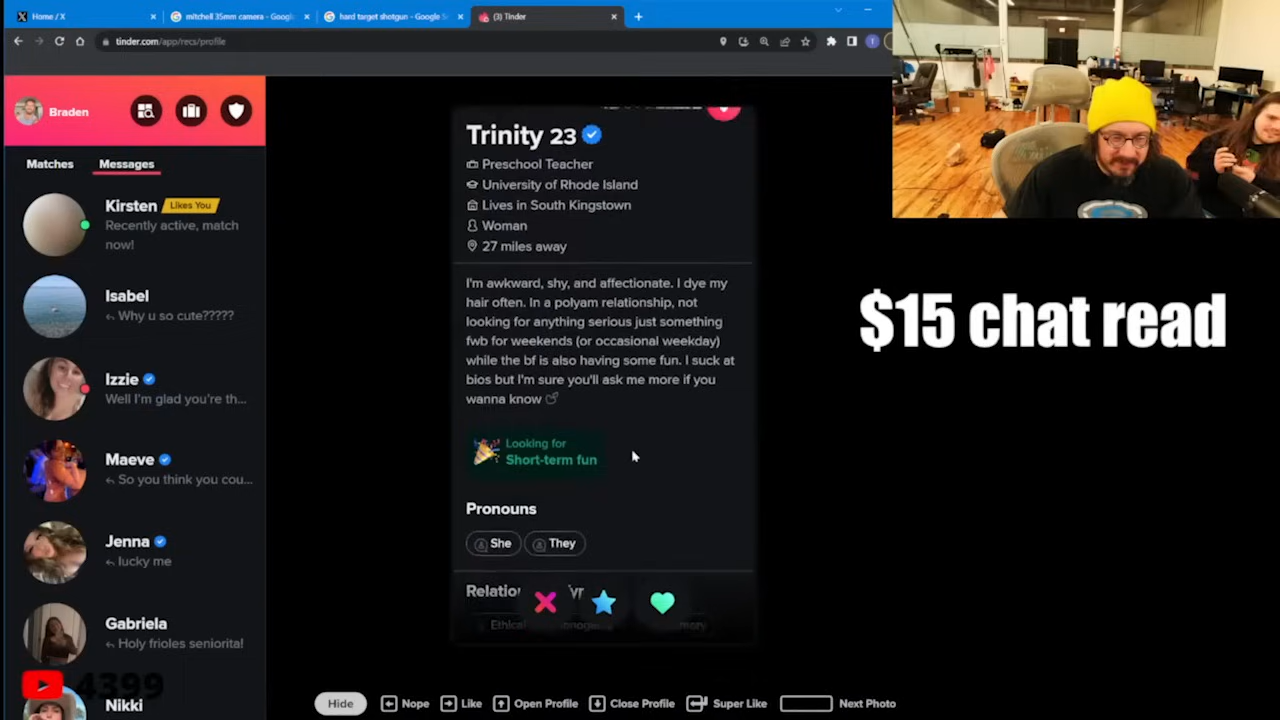 Home / X
mitchell 35mm camera - Googl
hard target shotgun - Google S
(3) Tinder
tinder.com/app/recs/profile
Braden
Matches
Messages
Kirsten
Likes You
Recently active, match
now!
Isabel
Why u so cute?????
Izzie
Well I'm glad you're th...
Maeve
So you think you cou...
Jenna
lucky me
Gabriela
Holy frioles seniorita!
4399
Nikki
Trinity 23
Preschool Teacher
University of Rhode Island
Lives in South Kingstown
Woman
27 miles away
I'm awkward, shy, and affectionate. I dye my
hair often. In a polyam relationship, not
looking for anything serious just something
fwb for weekends (or occasional weekday)
while the bf is also having some fun. I suck at
bios but I'm sure you'll ask me more if you
wanna know
Looking for
Short-term fun
Pronouns
She
They
Hide
Nope
Like
Open Profile
Close Profile
Super Like
Next Photo
$15 chat read